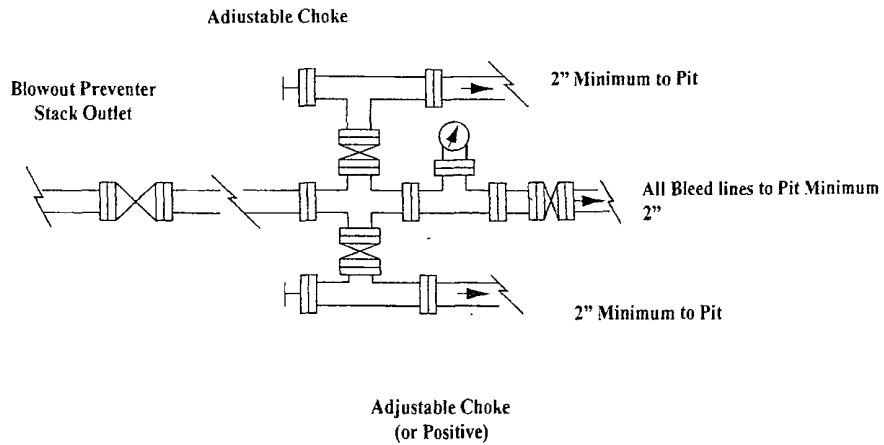 Adiustable Choke
2” Minimum to Pit
Blowout Preventer
Stack Outlet
All Bleed lines to Pit Minimum
2”
2” Minimum to Pit
Adjustable Choke
(or Positive)